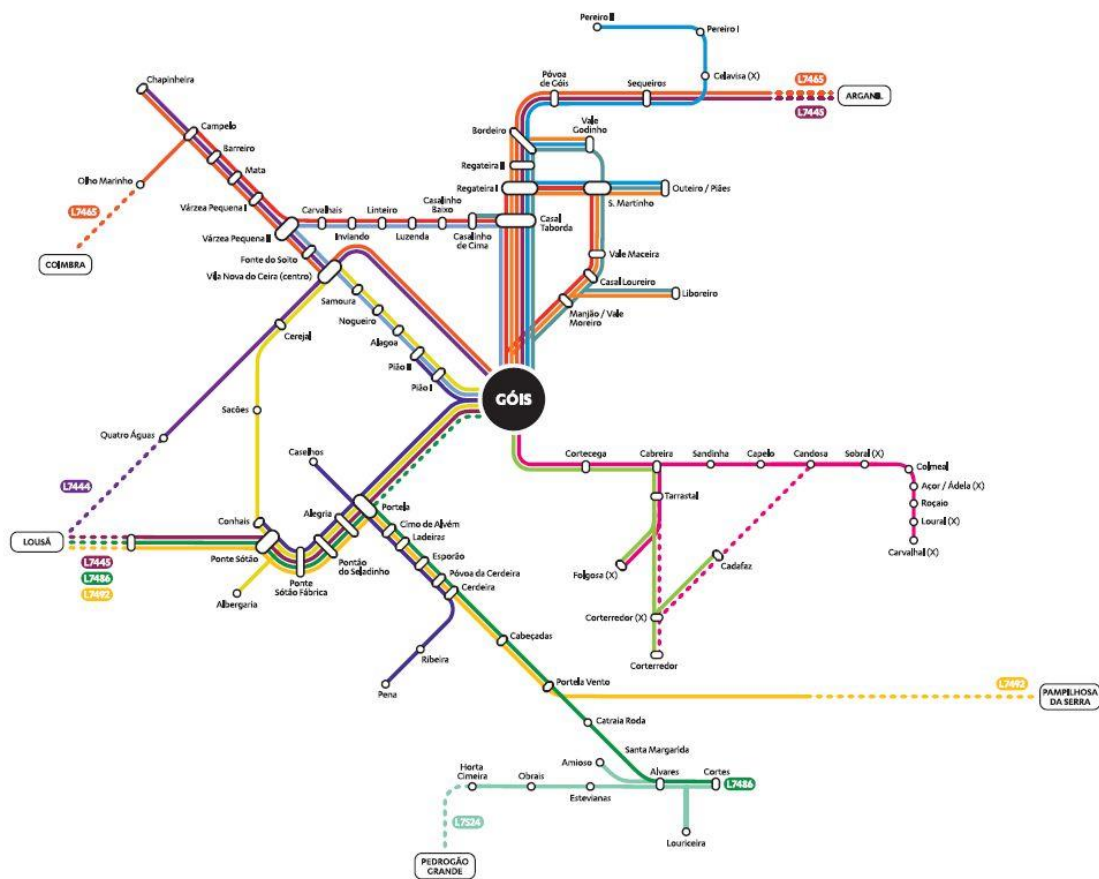 Pereiro II
Pereiro I
Celavisa (X)
Chapinheira
Póvoa
de Góis
Sequeiros
L7465
ARGANIL
L7445
Campelo
Barreiro
Mata
Olho Marinho
Várzea Pequena I
L7465
COIMBRA
Várzea Pequena II
Fonte do Soito
Vila Nova do Ceira (centro)
Carvalhais
Inviando
Linteiro
Luzenda
Casalinho
Baixo
Casalinho
de Cima
Casal
Taborda
Bordeiro
Vale
Godinho
Regateira II
Regateira I
S. Martinho
Outeiro / Piães
Vale Maceira
Casal Loureiro
Liboreiro
Manjão / Vale
Moreiro
Samoura
Nogueiro
Alagoa
Pião II
Pião I
Cerejal
Sacões
Quatro Águas
L7444
LOUSÃ
L7445
L7486
L7492
GÓIS
Caselhos
Conhais
Alegria
Portela
Ponte Sótão
Ponte
Sótão Fábrica
Pontão
do Seladinho
Albergaria
Cimo de Alvém
Ladeiras
Esporão
Póvoa da Cerdeira
Cerdeira
Ribeira
Pena
Cabeçadas
Portela Vento
Catraia Roda
Cortecega
Cabreira
Sandinha
Capelo
Candosa
Sobral (X)
Colmeal
Açor / Ádela (X)
Roçaio
Loural (X)
Carvalhal (X)
Tarrastal
Folgosa (X)
Cadafaz
Corterredor (X)
Corterredor
L7492
PAMPILHOSA
DA SERRA
Santa Margarida
Amioso
Alvares
Cortes
L7486
Horta
Cimeira
Obrais
Estevianas
Louriceira
L7524
PEDROGÃO
GRANDE